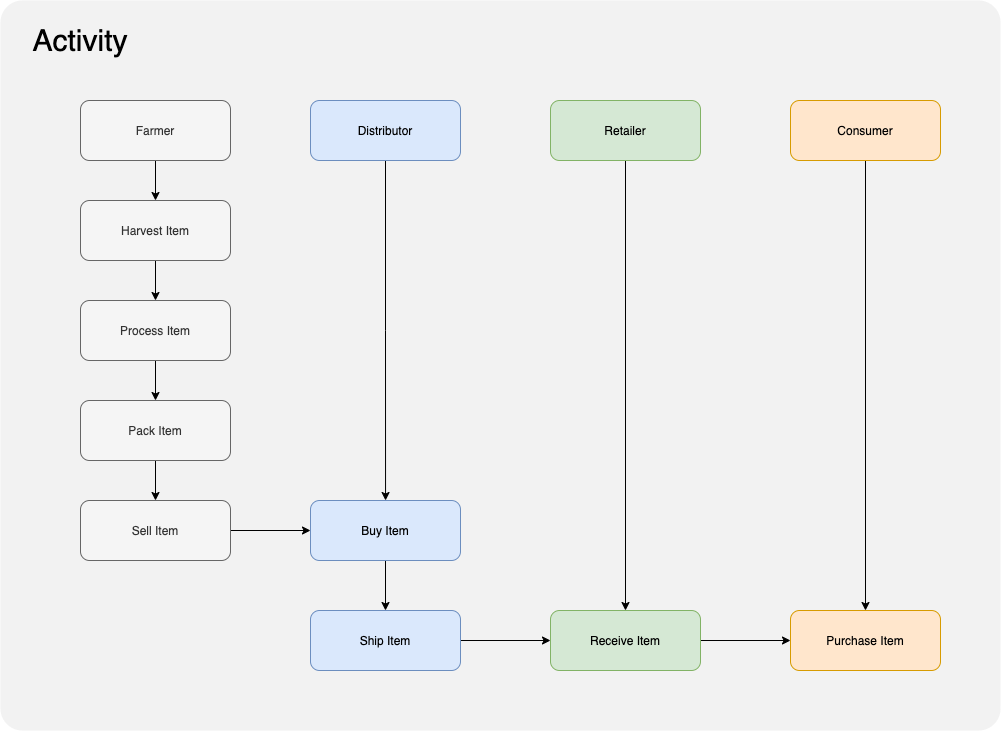 Activity
Farmer
Distributor
Retailer
Consumer
Harvest Item
Process Item
Pack Item
Sell Item
Buy Item
Ship Item
Receive Item
Purchase Item